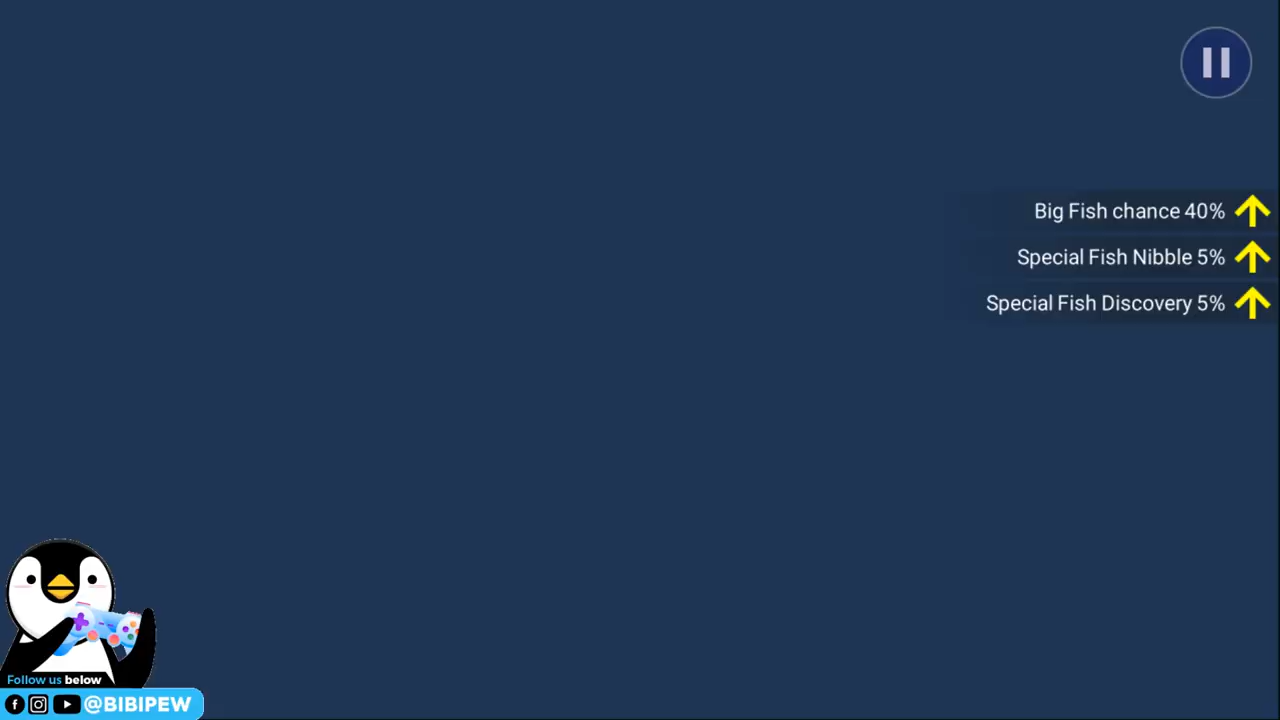 Big Fish chance 40%
Special Fish Nibble 5%
Special Fish Discovery 5%
Follow us below
@BIBIPEW